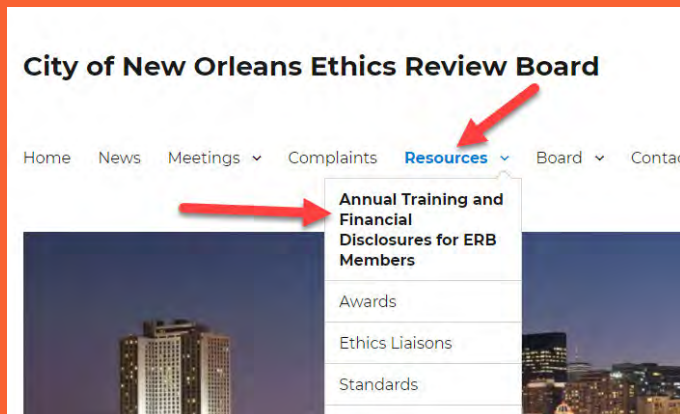 City of New Orleans Ethics Review Board
Home News Meetings Complaints Resources Board
Annual Training and
Financial
Disclosures for ERB
Members
Awards
Ethics Liaisons
Standards